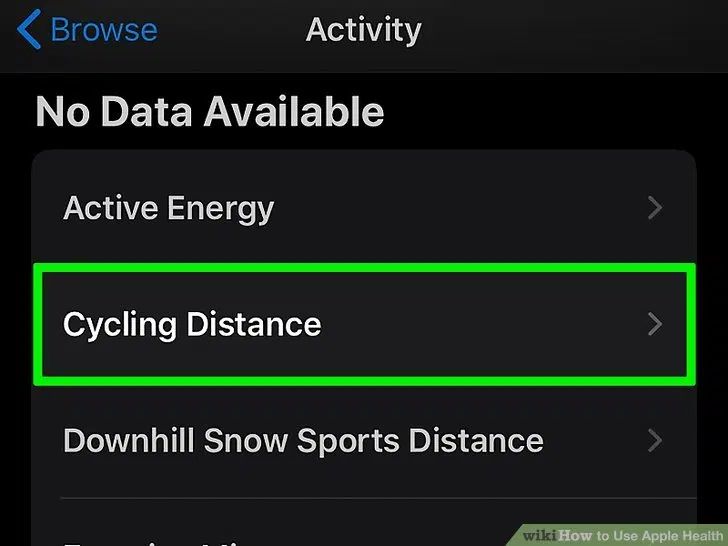 Browse
Activity
No Data Available
Active Energy
Cycling Distance
Downhill Snow Sports Distance
wikiHow to Use Apple Health